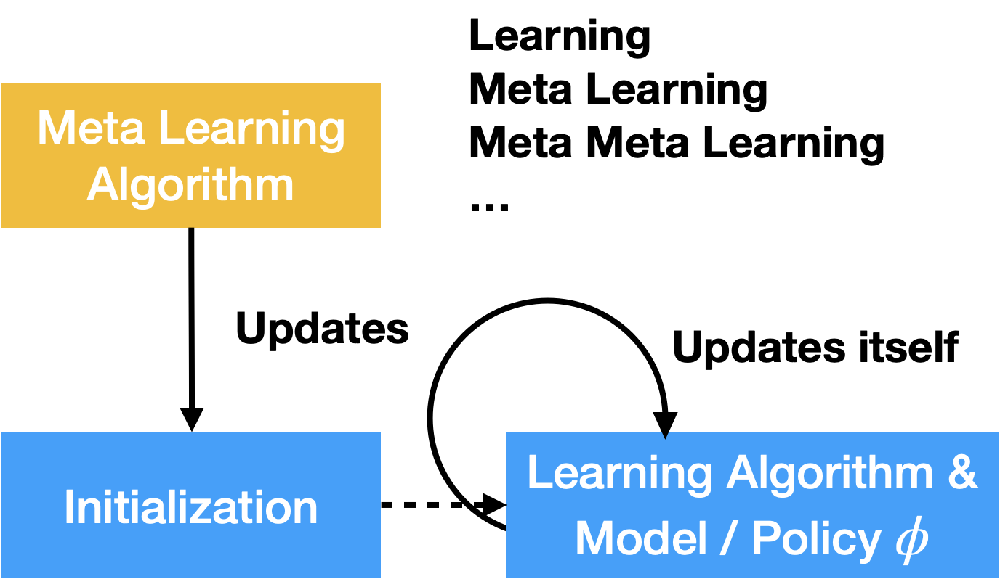 Learning
Meta Learning
Meta Meta Learning
...
Meta Learning
Algorithm
Updates
Updates itself
Initialization
Learning Algorithm &
Model / Policy ϕ